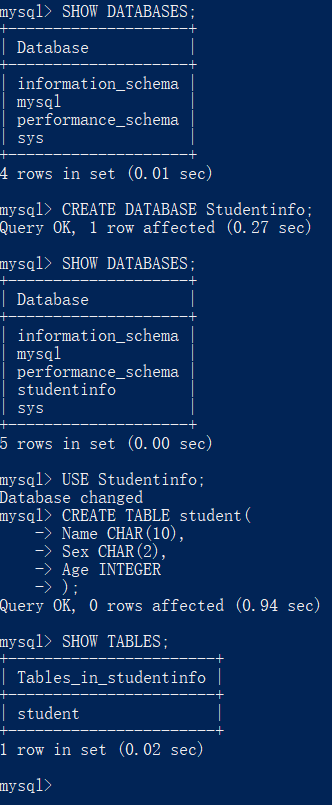 mysql> SHOW DATABASES;
+--------------------+
| Database           |
+--------------------+
| information_schema |
| mysql              |
| performance_schema |
| sys                |
+--------------------+
4 rows in set (0.01 sec)

mysql> CREATE DATABASE Studentinfo;
Query OK, 1 row affected (0.27 sec)

mysql> SHOW DATABASES;
+--------------------+
| Database           |
+--------------------+
| information_schema |
| mysql              |
| performance_schema |
| studentinfo        |
| sys                |
+--------------------+
5 rows in set (0.00 sec)

mysql> USE Studentinfo;
Database changed
mysql> CREATE TABLE student(
    -> Name CHAR(10),
    -> Sex CHAR(2),
    -> Age INTEGER
    -> );
Query OK, 0 rows affected (0.94 sec)

mysql> SHOW TABLES;
+-----------------------+
| Tables_in_studentinfo |
+-----------------------+
| student               |
+-----------------------+
1 row in set (0.02 sec)

mysql>